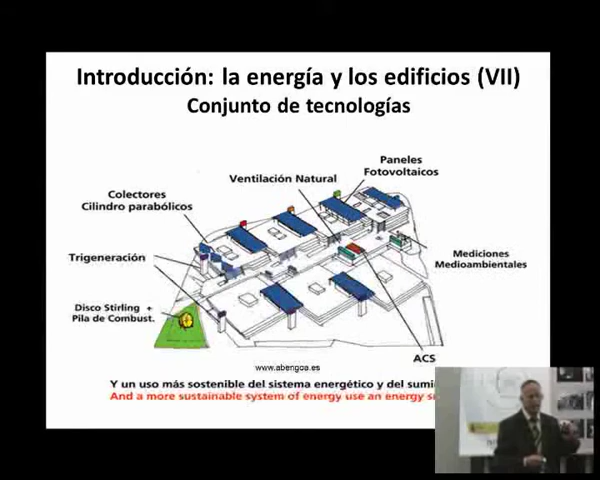 Introducción: la energía y los edificios (VII)
Conjunto de tecnologías
Paneles
Fotovoltaicos
Ventilación Natural
Colectores
Cilindro parabólicos
Trigeneración
Mediciones
Medioambientales
Disco Stirling +
Pila de Combust.
www.abengoa.es
ACS
Y un uso más sostenible del sistema energético y del sumi
And a more sustainable system of energy use an energy